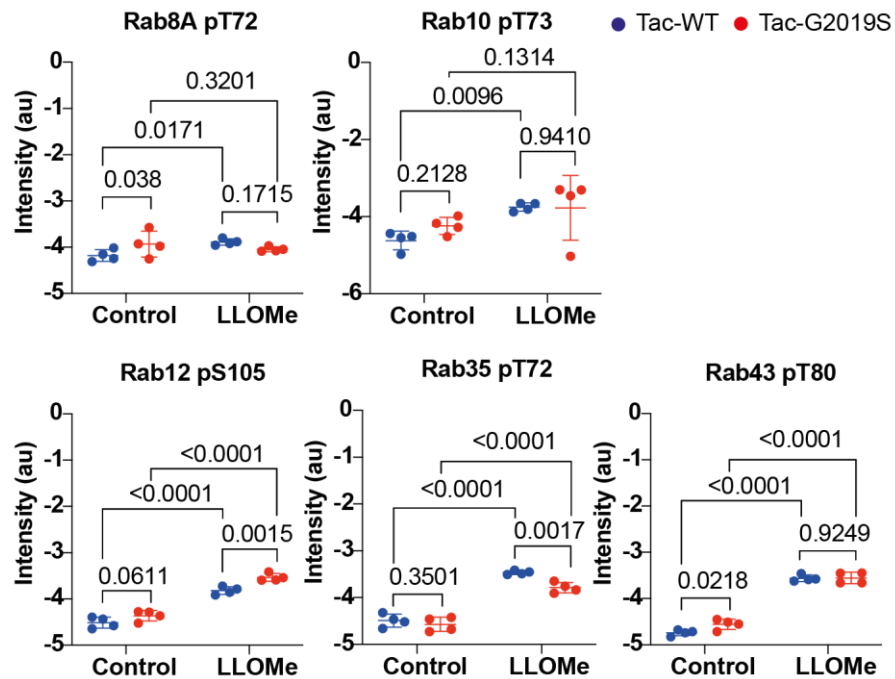 Rab8A pT72
Rab10 pT73
Tac-WT
Tac-G2019S
Intensity (au)
0
-1
-2
-3
-4
-5
0.3201
0.0171
0.038
0.1715
Control
LLOMe
Intensity (au)
0
-2
-4
-6
0.1314
0.0096
0.9410
0.2128
Control
LLOMe
Rab12 pS105
Rab35 pT72
Rab43 pT80
Intensity (au)
0
-1
-2
-3
-4
-5
<0.0001
<0.0001
0.0015
0.0611
Control
LLOMe
Intensity (au)
0
-1
-2
-3
-4
-5
<0.0001
<0.0001
0.0017
0.3501
Control
LLOMe
Intensity (au)
0
-1
-2
-3
-4
-5
<0.0001
<0.0001
0.9249
0.0218
Control
LLOMe